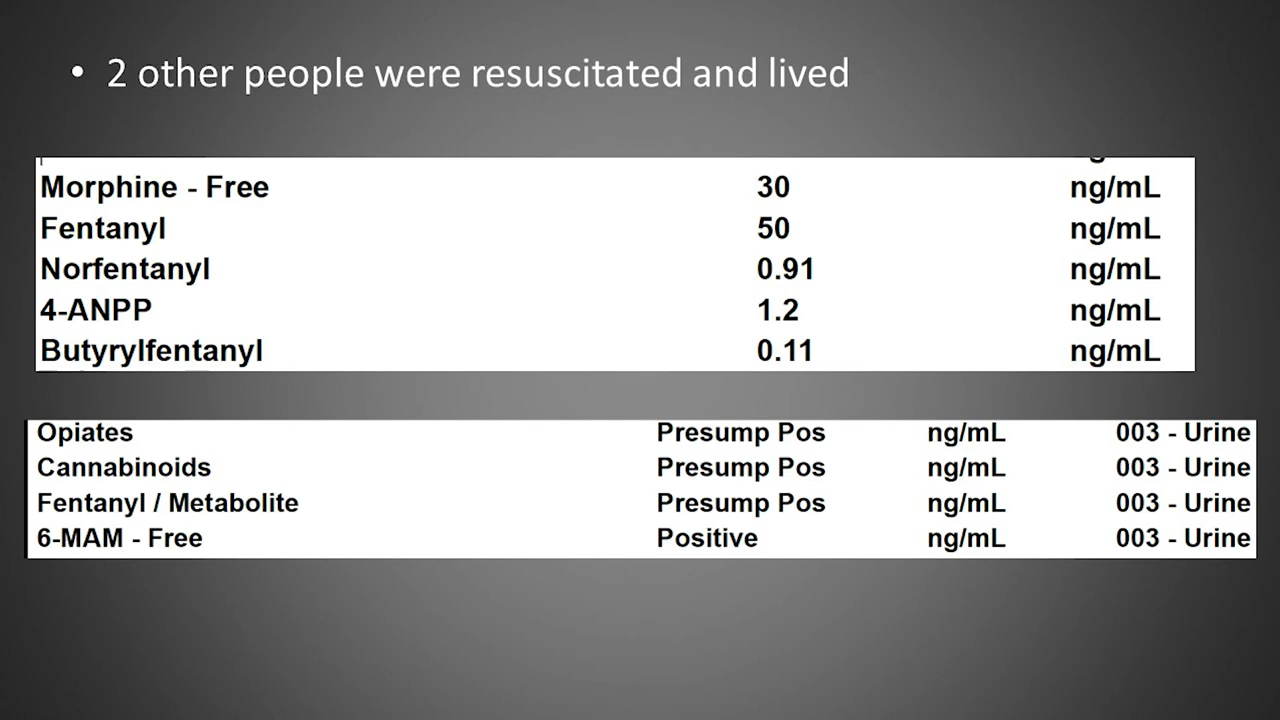 • 2 other people were resuscitated and lived
Morphine - Free 30 ng/mL
Fentanyl 50 ng/mL
Norfentanyl 0.91 ng/mL
4-ANPP 1.2 ng/mL
Butyrylfentanyl 0.11 ng/mL
Opiates Presump Pos ng/mL 003 - Urine
Cannabinoids Presump Pos ng/mL 003 - Urine
Fentanyl / Metabolite Presump Pos ng/mL 003 - Urine
6-MAM - Free Positive ng/mL 003 - Urine